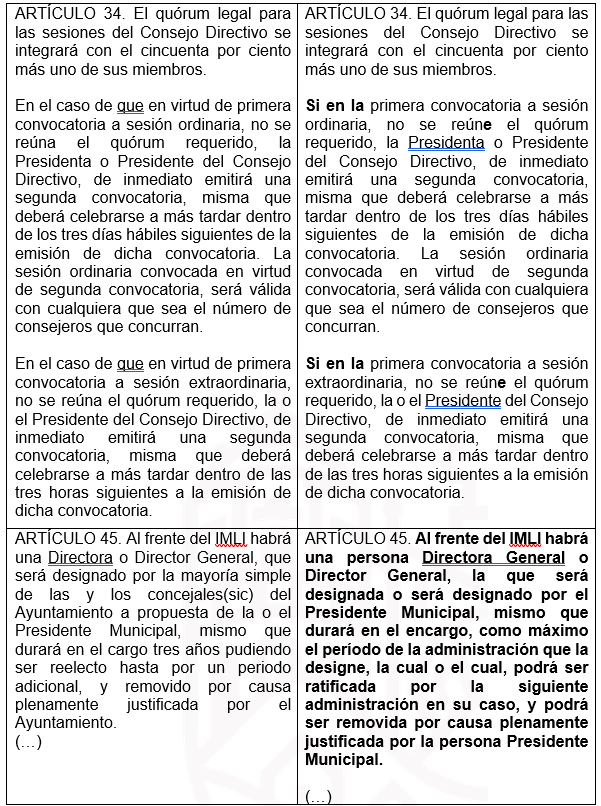 ARTÍCULO 34. El quórum legal para
las sesiones del Consejo Directivo se
integrará con el cincuenta por ciento
más uno de sus miembros.
En el caso de que en virtud de primera
convocatoria a sesión ordinaria, no se
reúna el quórum requerido, la
Presidenta o Presidente del Consejo
Directivo, de inmediato emitirá una
segunda convocatoria, misma que
deberá celebrarse a más tardar dentro
de los tres días hábiles siguientes de la
emisión de dicha convocatoria. La
sesión ordinaria convocada en virtud
de segunda convocatoria, será válida
con cualquiera que sea el número de
consejeros que concurran.
En el caso de que en virtud de primera
convocatoria a sesión extraordinaria,
no se reúna el quórum requerido, la o
el Presidente del Consejo Directivo, de
inmediato emitirá una segunda
convocatoria, misma que deberá
celebrarse a más tardar dentro de las
tres horas siguientes a la emisión de
dicha convocatoria.
ARTÍCULO 34. El quórum legal para las
sesiones del Consejo Directivo se
integrará con el cincuenta por ciento
más uno de sus miembros.
Si en la primera convocatoria a sesión
ordinaria, no se reúne el quórum
requerido, la Presidenta o Presidente
del Consejo Directivo, de inmediato
emitirá una segunda convocatoria,
misma que deberá celebrarse a más
tardar dentro de los tres días hábiles
siguientes de la emisión de dicha
convocatoria. La sesión ordinaria
convocada en virtud de segunda
convocatoria, será válida con cualquiera
que sea el número de consejeros que
concurran.
Si en la primera convocatoria a sesión
extraordinaria, no se reúne el quórum
requerido, la o el Presidente del Consejo
Directivo, de inmediato emitirá una
segunda convocatoria, misma que
deberá celebrarse a más tardar dentro
de las tres horas siguientes a la emisión
de dicha convocatoria.
ARTÍCULO 45. Al frente del IMLI habrá
una Directora o Director General, que
será designado por la mayoría simple
de las y los concejales(sic) del
Ayuntamiento a propuesta de la o el
Presidente Municipal, mismo que
durará en el cargo tres años pudiendo
ser reelecto hasta por un periodo
adicional, y removido por causa
plenamente justificada por el
Ayuntamiento.
(...)
ARTÍCULO 45. Al frente del IMLI habrá
una persona Directora General o
Director General, la que será
designada o será designado por el
Presidente Municipal, mismo que
durará en el encargo, como máximo
el período de la administración que la
designe, la cual o el cual, podrá ser
ratificada por la siguiente
administración en su caso, y podrá
ser removida por causa plenamente
justificada por la persona Presidente
Municipal.
(...)